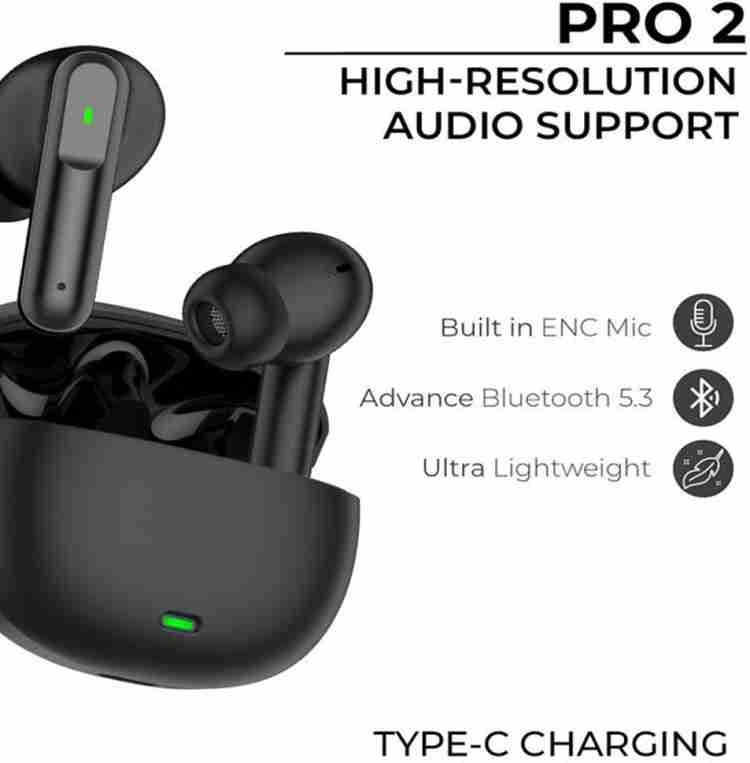 PRO 2
HIGH-RESOLUTION
AUDIO SUPPORT
Built in ENC Mic
Advance Bluetooth 5.3
Ultra Lightweight
TYPE-C CHARGING